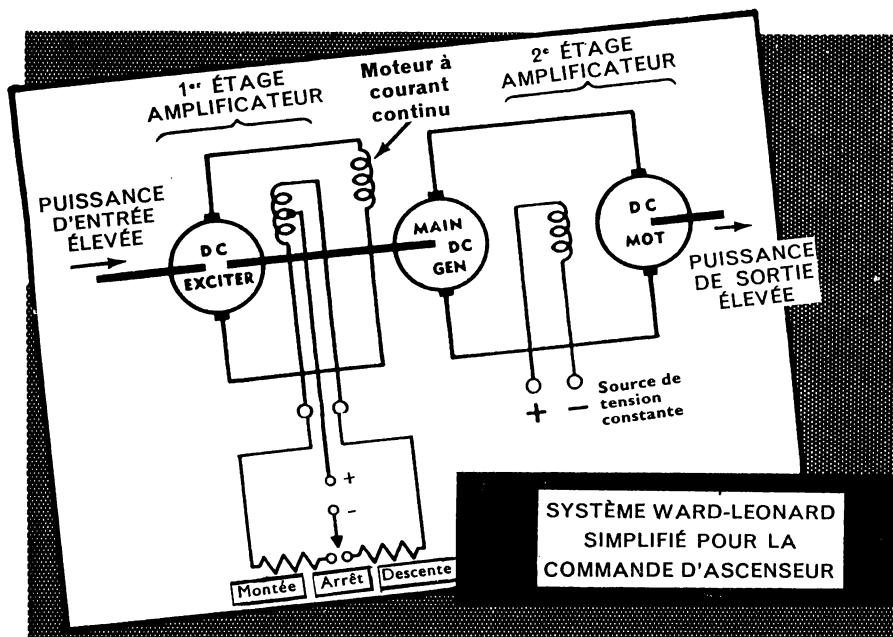 1er ÉTAGE
AMPLIFICATEUR
Moteur à
courant
continu
2e ÉTAGE
AMPLIFICATEUR
PUISSANCE
D'ENTRÉE
ÉLEVÉE
DC
EXCITER
MAIN
DC
GEN
DC
MOT
PUISSANCE
DE SORTIE
ÉLEVÉE
+ −
Source de
tension
constante
+
-
Montée Arrêt Descente
SYSTÈME WARD-LEONARD
SIMPLIFIÉ POUR LA
COMMANDE D'ASCENSEUR